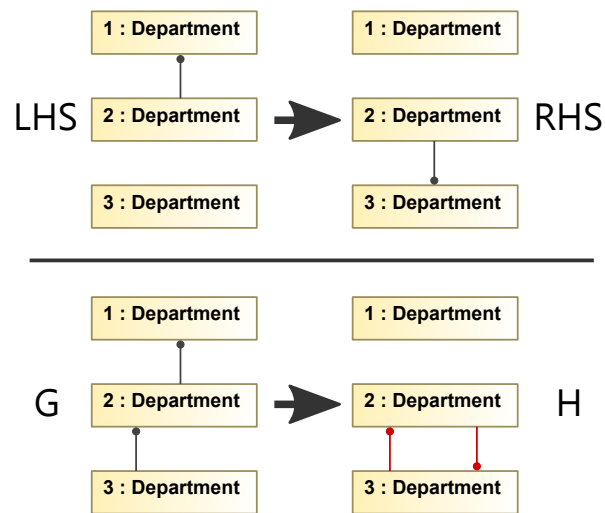 1 : Department
1 : Department
LHS
2 : Department
2 : Department
RHS
3 : Department
3 : Department
1 : Department
1 : Department
G
2 : Department
2 : Department
H
3 : Department
3 : Department